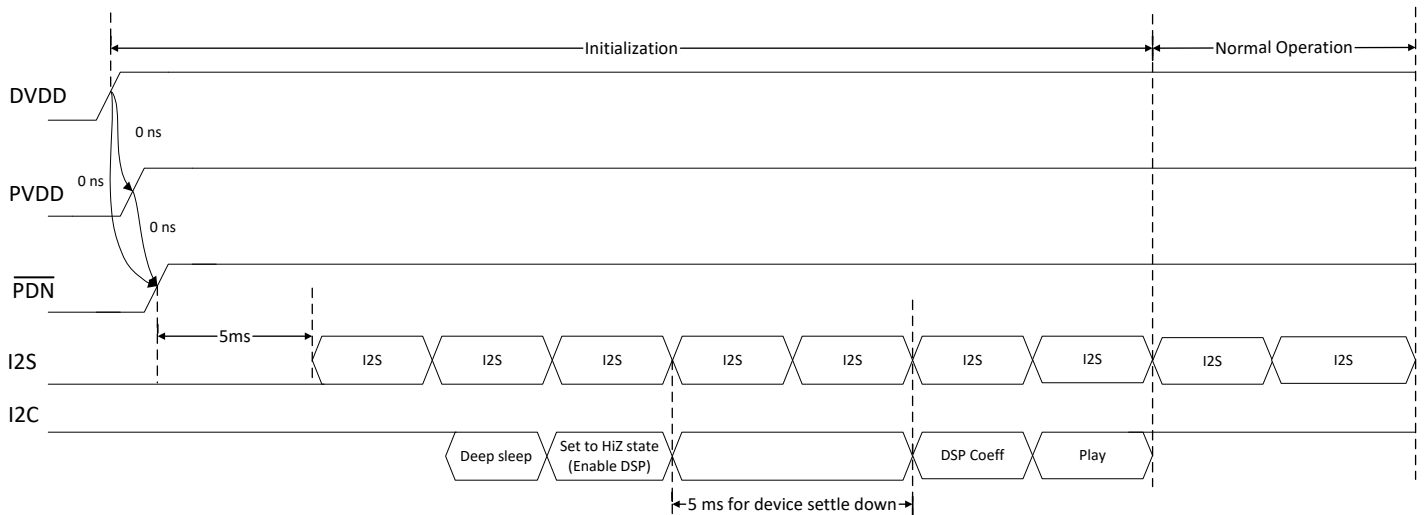 Initialization
Normal Operation
DVDD
0 ns
PVDD
0 ns
0 ns
PDN
5ms
I2S
I2S
I2S
I2S
I2S
I2S
I2S
I2S
I2S
I2S
I2C
Deep sleep
Set to HiZ state
(Enable DSP)
DSP Coeff
Play
5 ms for device settle down